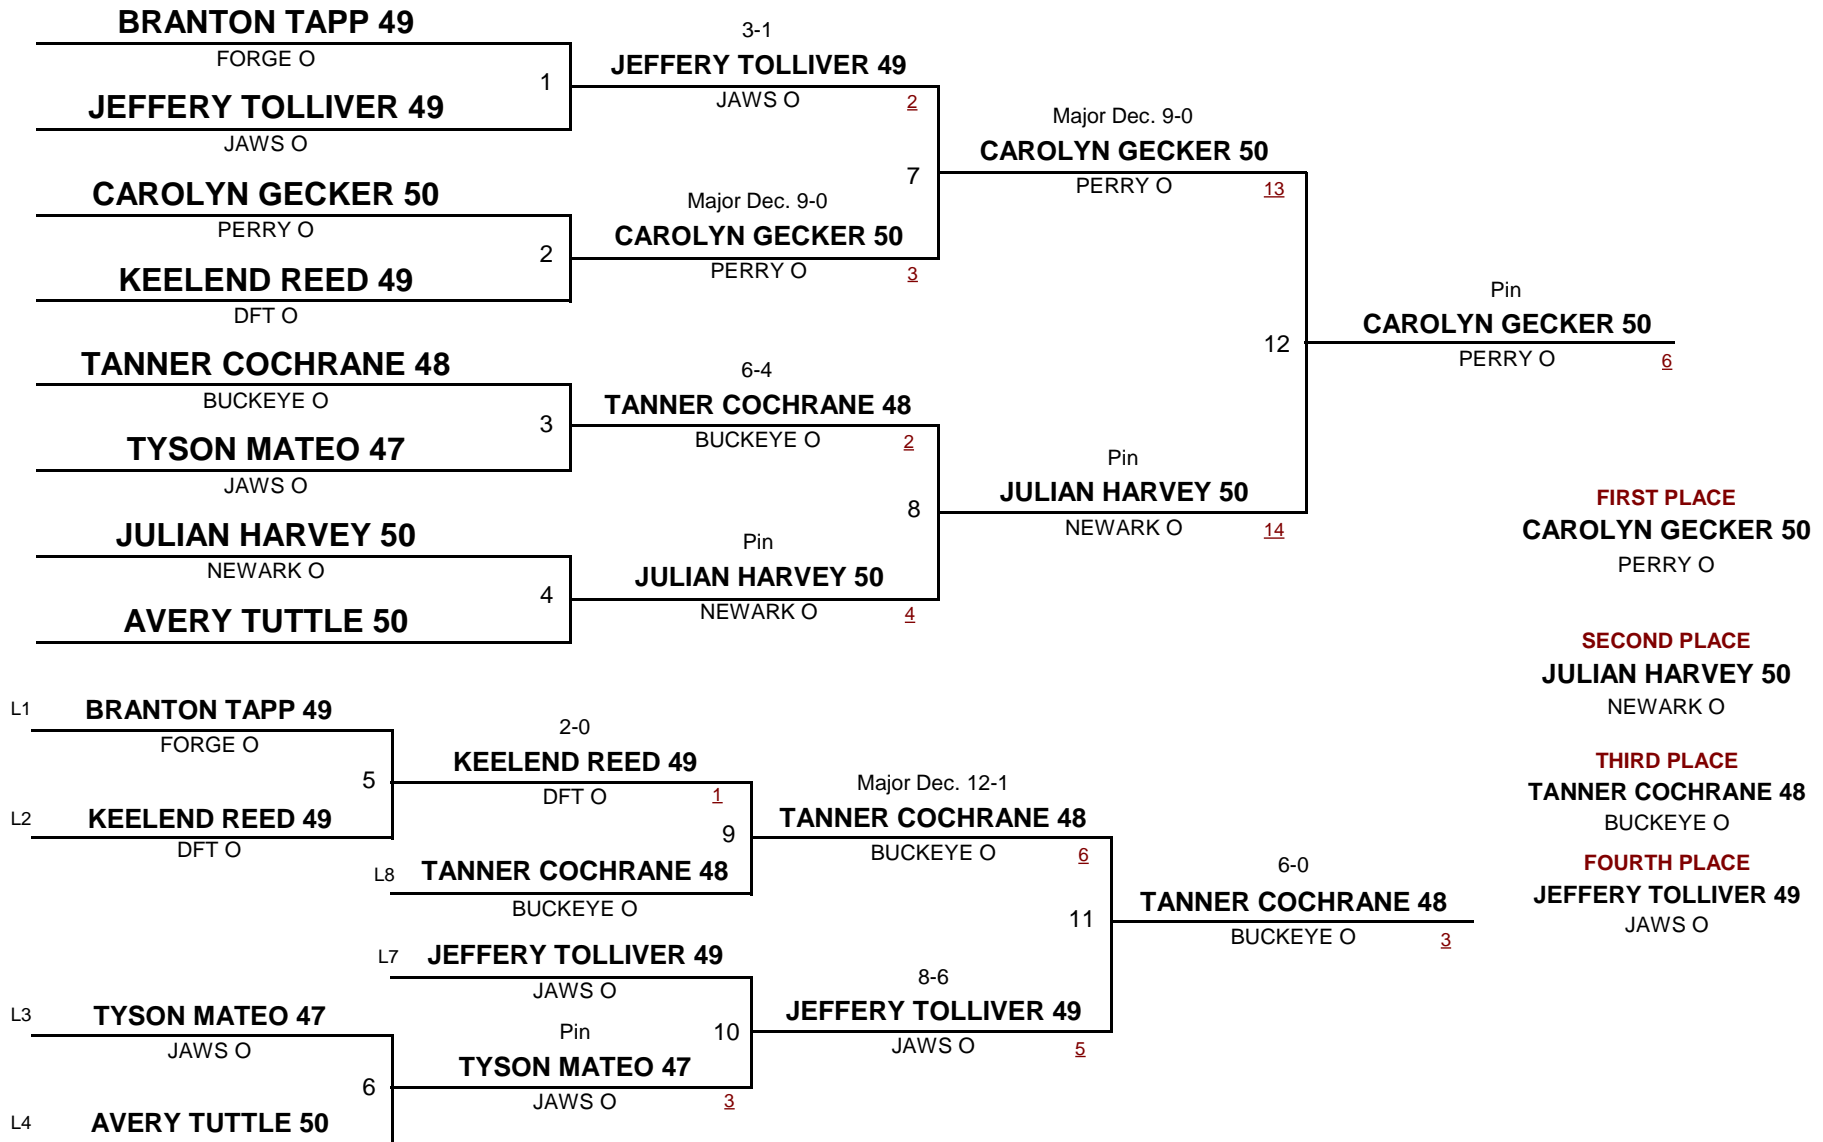 BRANTON TAPP 49
FORGE O
1
JEFFERY TOLLIVER 49
JAWS O
3-1
JEFFERY TOLLIVER 49
JAWS O
2
CAROLYN GECKER 50
PERRY O
2
KEELEND REED 49
DFT O
Major Dec. 9-0
CAROLYN GECKER 50
PERRY O
3
7
Major Dec. 9-0
CAROLYN GECKER 50
PERRY O
13
TANNER COCHRANE 48
BUCKEYE O
3
TYSON MATEO 47
JAWS O
6-4
TANNER COCHRANE 48
BUCKEYE O
2
JULIAN HARVEY 50
NEWARK O
4
AVERY TUTTLE 50
Pin
JULIAN HARVEY 50
NEWARK O
4
8
Pin
JULIAN HARVEY 50
NEWARK O
14
12
Pin
CAROLYN GECKER 50
PERRY O
6
FIRST PLACE
CAROLYN GECKER 50
PERRY O
SECOND PLACE
JULIAN HARVEY 50
NEWARK O
THIRD PLACE
TANNER COCHRANE 48
BUCKEYE O
FOURTH PLACE
JEFFERY TOLLIVER 49
JAWS O
L1
BRANTON TAPP 49
FORGE O
5
L2
KEELEND REED 49
DFT O
2-0
KEELEND REED 49
DFT O
1
9
L8
TANNER COCHRANE 48
BUCKEYE O
Major Dec. 12-1
TANNER COCHRANE 48
BUCKEYE O
6
L7
JEFFERY TOLLIVER 49
JAWS O
L3
TYSON MATEO 47
JAWS O
6
L4
AVERY TUTTLE 50
Pin
TYSON MATEO 47
JAWS O
3
10
8-6
JEFFERY TOLLIVER 49
JAWS O
5
11
6-0
TANNER COCHRANE 48
BUCKEYE O
3